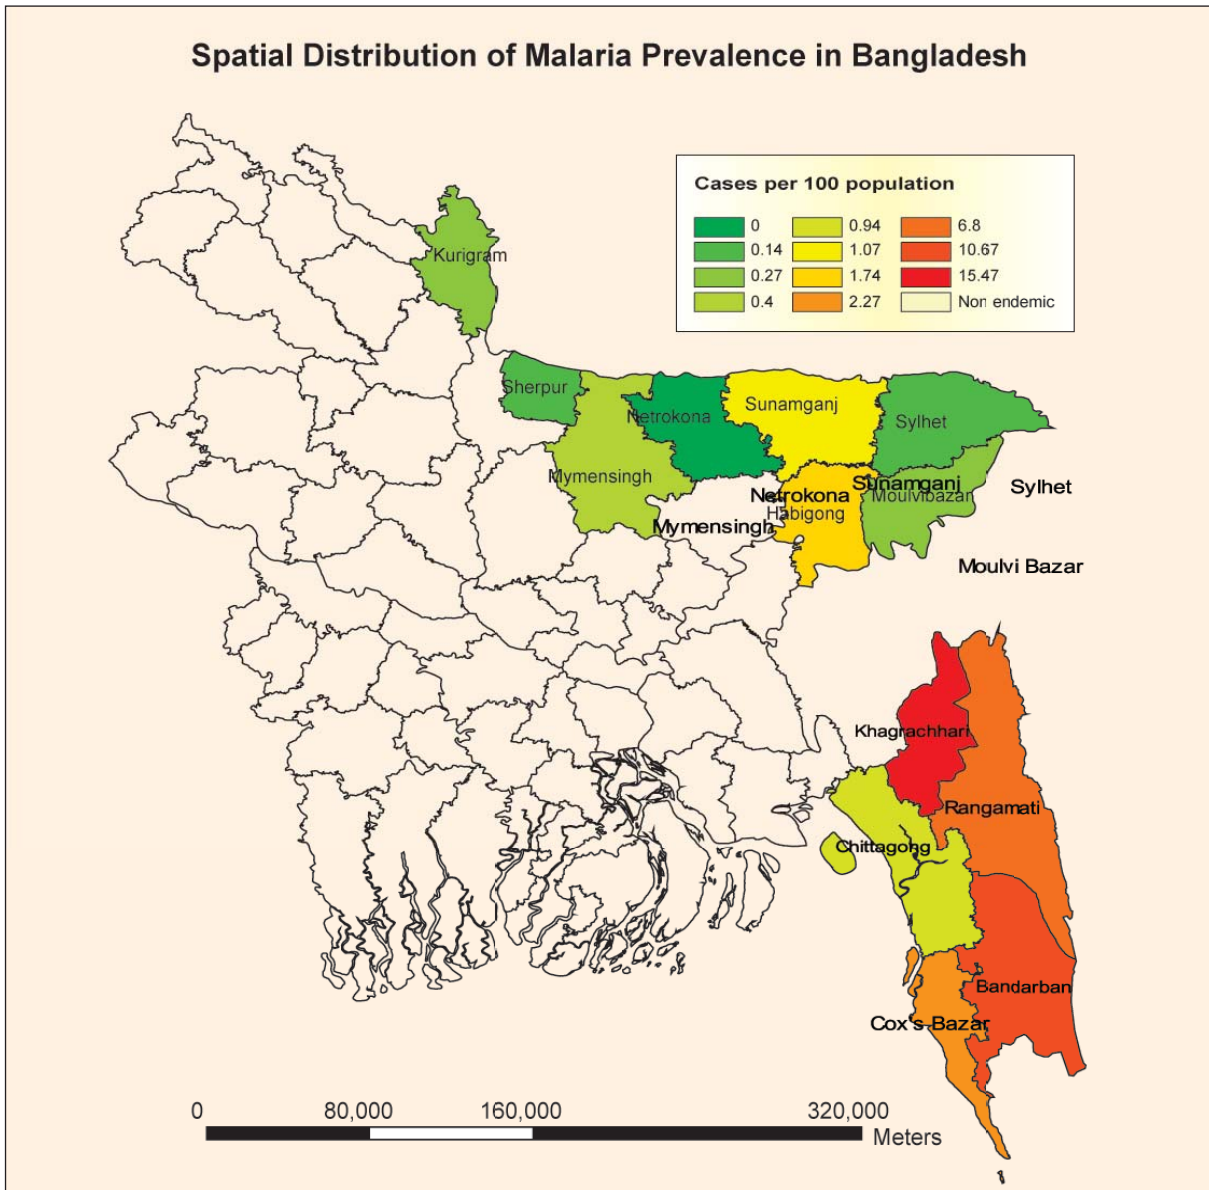 Spatial Distribution of Malaria Prevalence in Bangladesh
Cases per 100 population
0
0.14
0.27
0.4
0.94
1.07
1.74
2.27
6.8
10.67
15.47
Non endemic
Kurigram
Sherpur
Netrokona
Sunamganj
Sylhet
Mymensingh
Sunamganj
Sylhet
Netrokona
Moulvibazar
Habigong
Mymensingh
Moulvi Bazar
Khagrachhari
Rangamati
Chittagong
Bandarban
Cox's Bazar
0 80,000 160,000 320,000
Meters